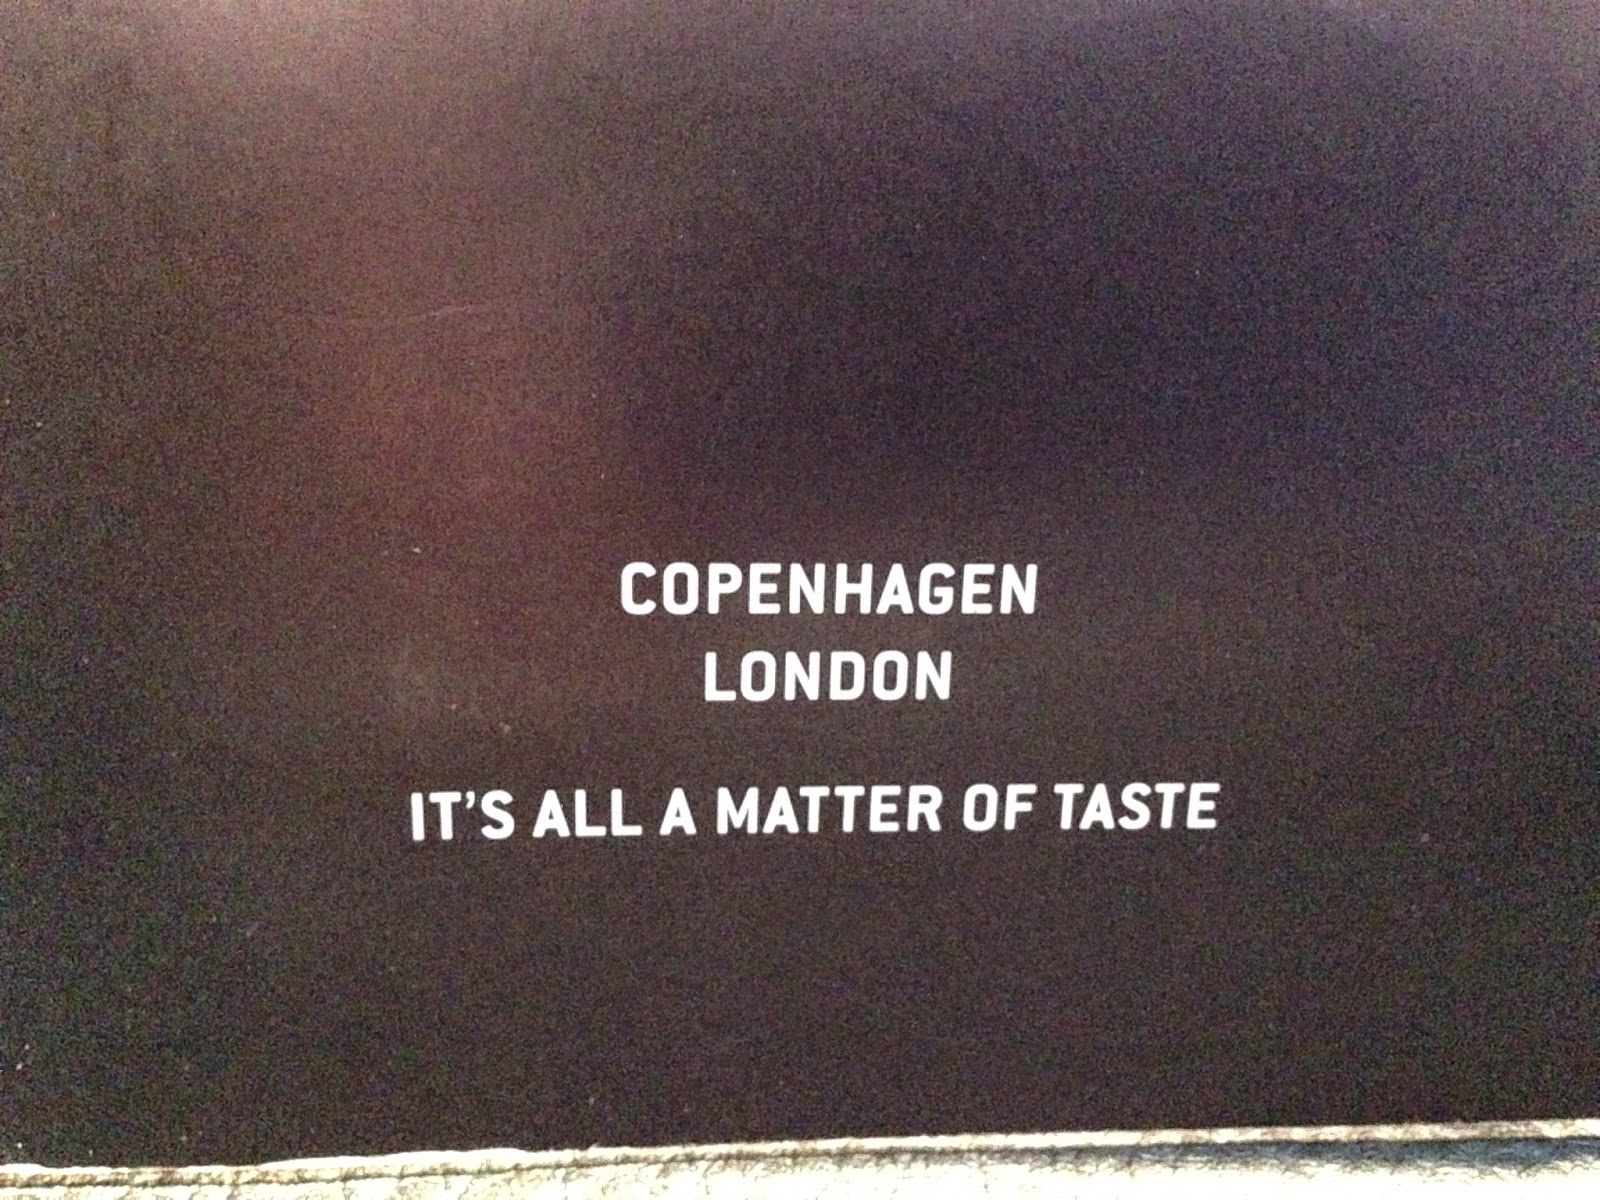 COPENHAGEN
LONDON
IT'S ALL A MATTER OF TASTE